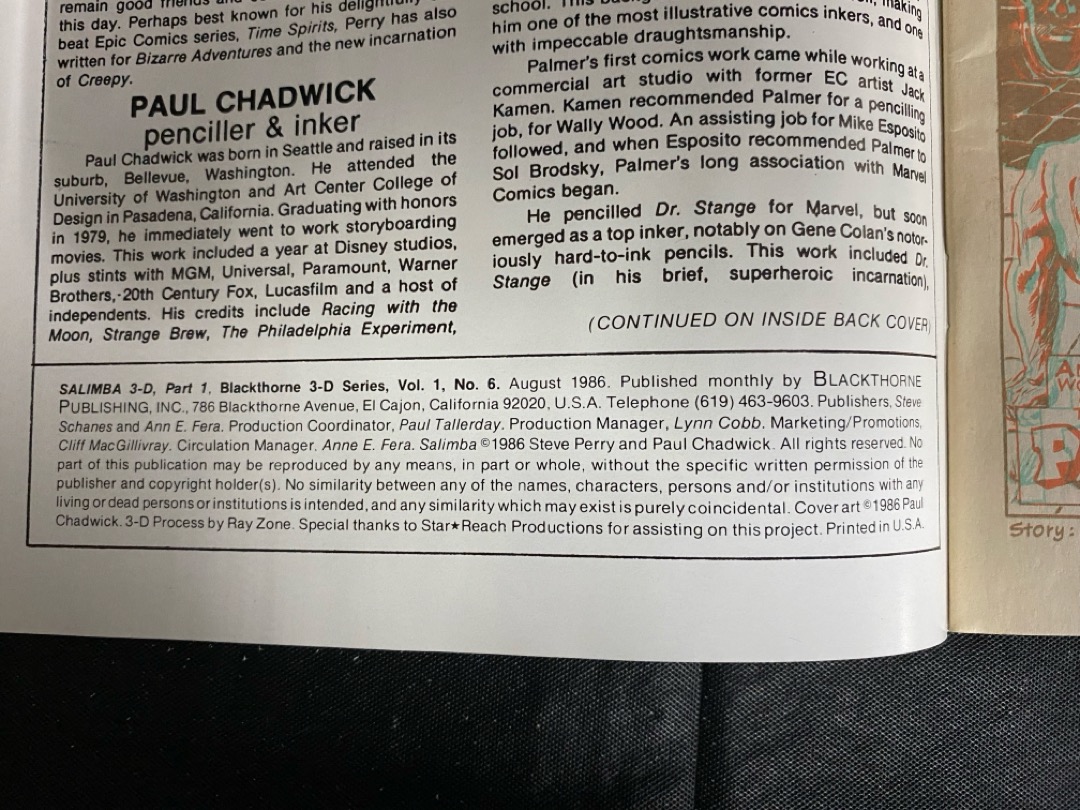 remain good friends
this day. Perhaps best known for his
beat Epic Comics series, Time Spirits, Perry has also
written for Bizarre Adventures and the new incarnation
of Creepy.
PAUL CHADWICK
penciller & inker
Paul Chadwick was born in Seattle and raised in its
suburb, Bellevue, Washington. He attended the
University of Washington and Art Center College of
Design in Pasadena, California. Graduating with honors
in 1979, he immediately went to work storyboarding
movies. This work included a year at Disney studios,
plus stints with MGM, Universal, Paramount, Warner
Brothers, 20th Century Fox, Lucasfilm and a host of
independents. His credits include Racing with the
Moon, Strange Brew, The Philadelphia Experiment,
school. This making
him one of the most illustrative comics inkers, and one
with impeccable draughtsmanship.
Palmer's first comics work came while working at a
commercial art studio with former EC artist Jack
Kamen. Kamen recommended Palmer for a pencilling
job, for Wally Wood. An assisting job for Mike Esposito
followed, and when Esposito recommended Palmer to
Sol Brodsky, Palmer's long association with Marvel
Comics began.
He pencilled Dr. Stange for Marvel, but soon
emerged as a top inker, notably on Gene Colan's notor-
iously hard-to-ink pencils. This work included Dr.
Stange (in his brief, superheroic incarnation),
(CONTINUED ON INSIDE BACK COVER)
SALIMBA 3-D, Part 1, Blackthorne 3-D Series, Vol. 1, No. 6. August 1986. Published monthly by BLACKTHORNE
PUBLISHING, INC., 786 Blackthorne Avenue, El Cajon, California 92020, U.S.A. Telephone (619) 463-9603. Publishers, Steve
Schanes and Ann E. Fera. Production Coordinator, Paul Tallerday. Production Manager, Lynn Cobb. Marketing/Promotions,
Cliff MacGillivray. Circulation Manager, Anne E. Fera. Salimba ©1986 Steve Perry and Paul Chadwick. All rights reserved. No
part of this publication may be reproduced by any means, in part or whole, without the specific written permission of the
publisher and copyright holder(s). No similarity between any of the names, characters, persons and/or institutions with any
living or dead persons or institutions is intended, and any similarity which may exist is purely coincidental. Cover art ©1986 Paul
Chadwick. 3-D Process by Ray Zone. Special thanks to Star★Reach Productions for assisting on this project. Printed in U.S.A.
Story: